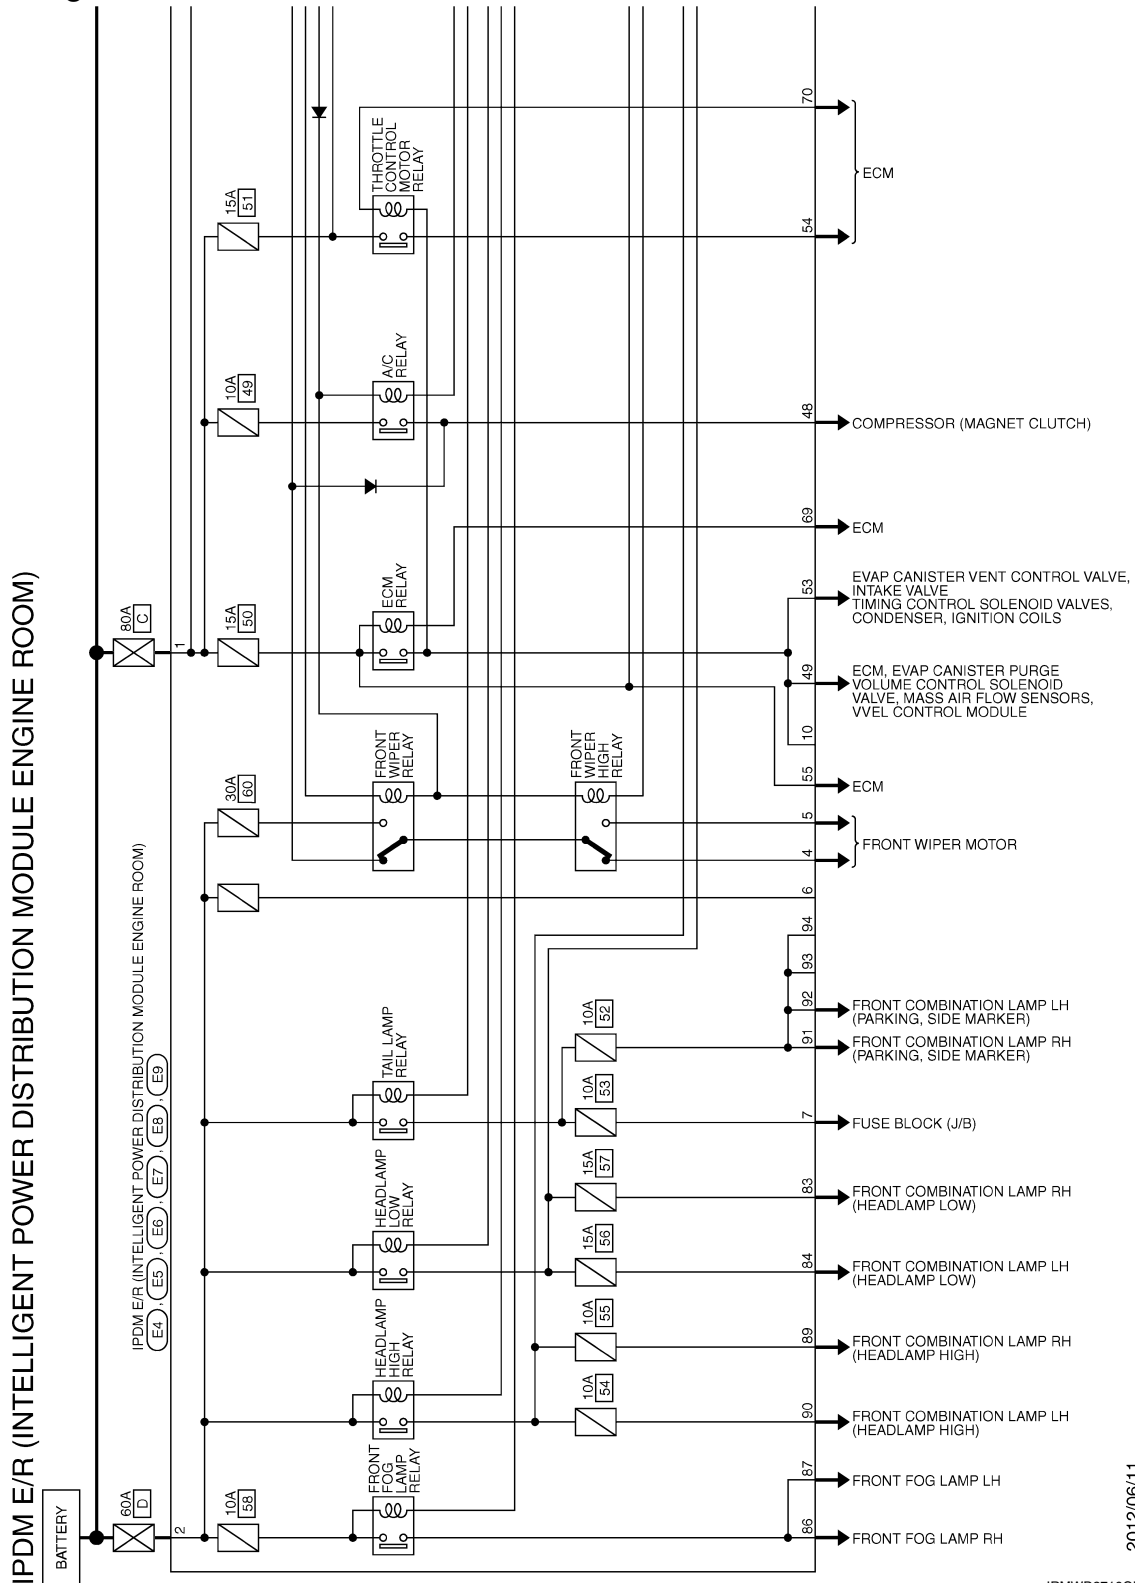 IPDM E/R (INTELLIGENT POWER DISTRIBUTION MODULE ENGINE ROOM)
BATTERY
60A
D
2
80A
C
1
IPDM E/R (INTELLIGENT POWER DISTRIBUTION MODULE ENGINE ROOM)
E4 , E5 , E6 , E7 , E8 , E9
15A
51
THROTTLE
CONTROL
MOTOR
RELAY
70
54
ECM
10A
49
A/C
RELAY
48
COMPRESSOR (MAGNET CLUTCH)
69
ECM
15A
50
ECM
RELAY
53
EVAP CANISTER VENT CONTROL VALVE,
INTAKE VALVE
TIMING CONTROL SOLENOID VALVES,
CONDENSER, IGNITION COILS
49
ECM, EVAP CANISTER PURGE
VOLUME CONTROL SOLENOID
VALVE, MASS AIR FLOW SENSORS,
VVEL CONTROL MODULE
10
55
ECM
30A
60
FRONT
WIPER
RELAY
FRONT
WIPER
HIGH
RELAY
5
4
FRONT WIPER MOTOR
6
94
93
92
FRONT COMBINATION LAMP LH
(PARKING, SIDE MARKER)
91
FRONT COMBINATION LAMP RH
(PARKING, SIDE MARKER)
10A
52
TAIL LAMP
RELAY
10A
53
7
FUSE BLOCK (J/B)
15A
57
83
FRONT COMBINATION LAMP RH
(HEADLAMP LOW)
HEADLAMP
LOW
RELAY
15A
56
84
FRONT COMBINATION LAMP LH
(HEADLAMP LOW)
10A
55
89
FRONT COMBINATION LAMP RH
(HEADLAMP HIGH)
HEADLAMP
HIGH
RELAY
10A
54
90
FRONT COMBINATION LAMP LH
(HEADLAMP HIGH)
87
FRONT FOG LAMP LH
10A
58
FRONT
FOG
LAMP
RELAY
86
FRONT FOG LAMP RH
2012/06/11